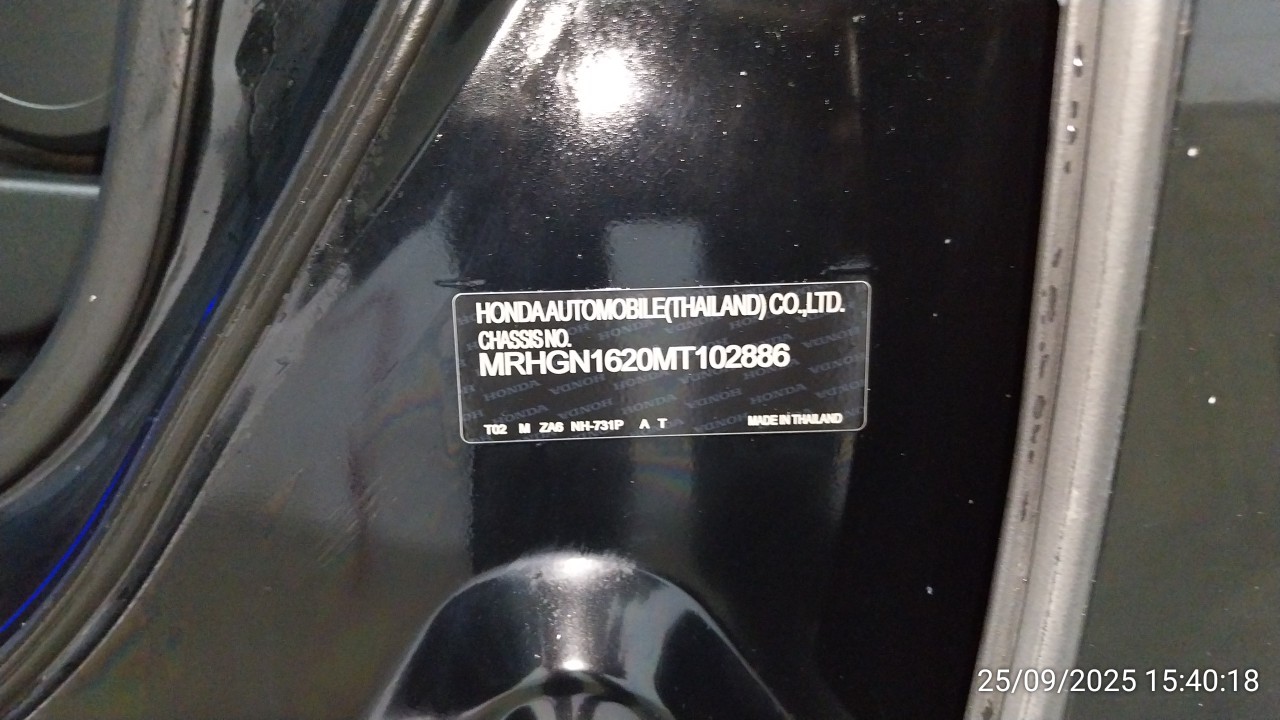 HONDA AUTOMOBILE(THAILAND) CO.,LTD.
CHASSIS NO.
MRHGN1620MT102886
T02 M ZA6 NH-731P A T MADE IN THAILAND
25/09/2025 15:40:18